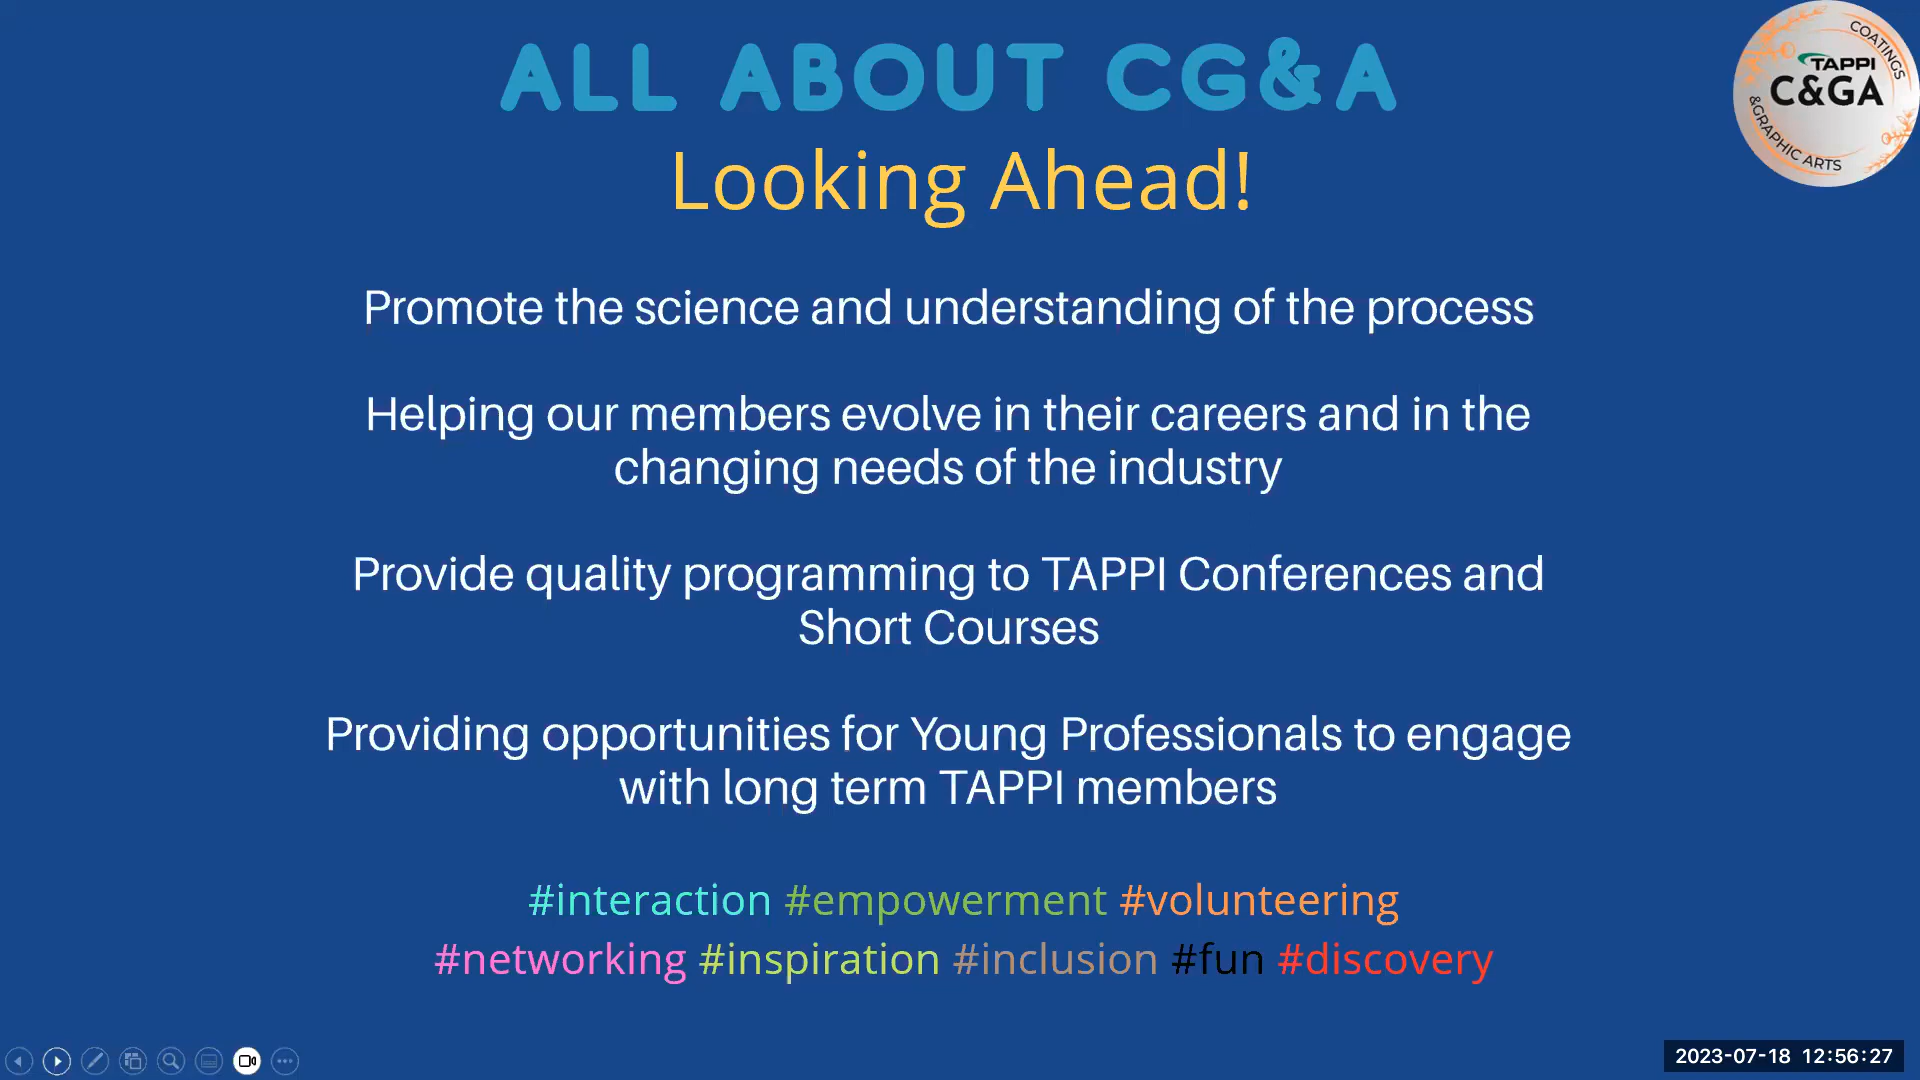 ALL ABOUT CG&A
Looking Ahead!
COATINGS
TAPPI
C&GA
&GRAPHIC ARTS
Promote the science and understanding of the process
Helping our members evolve in their careers and in the
changing needs of the industry
Provide quality programming to TAPPI Conferences and
Short Courses
Providing opportunities for Young Professionals to engage
with long term TAPPI members
#interaction #empowerment #volunteering
#networking #inspiration #inclusion #fun #discovery
2023-07-18 12:56:27